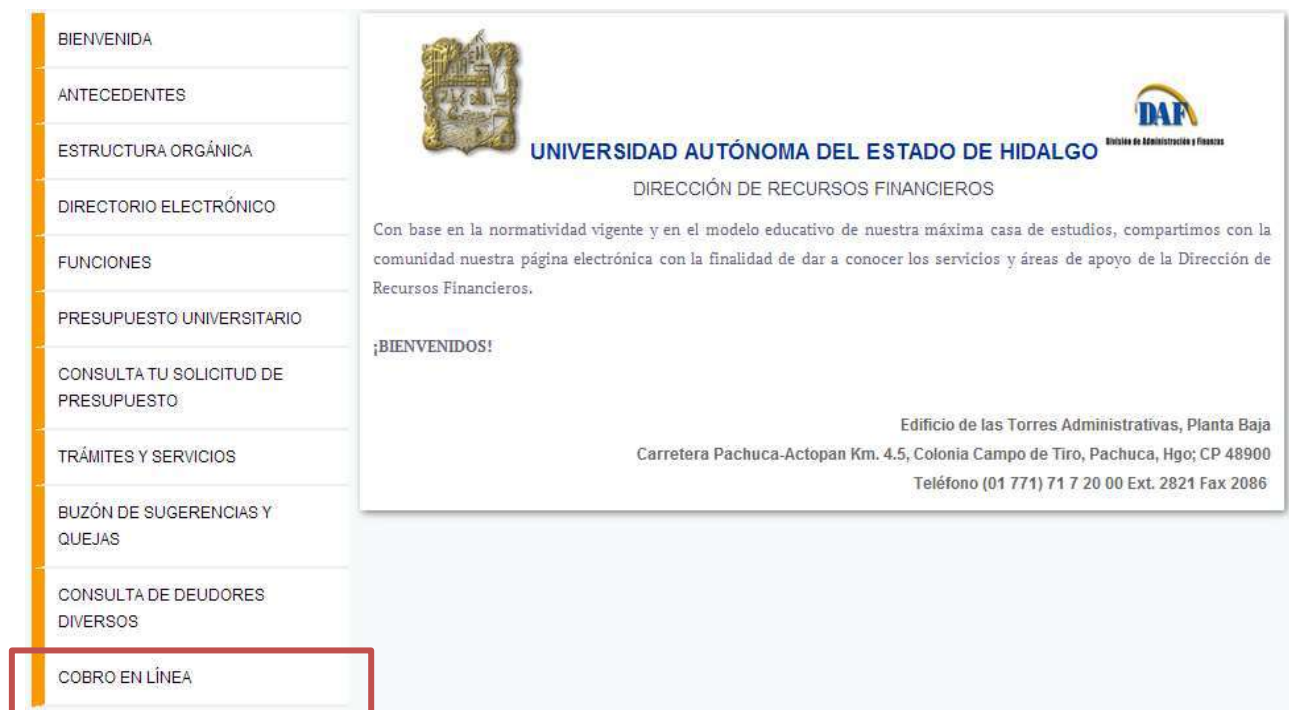 BIENVENIDA
ANTECEDENTES
ESTRUCTURA ORGÁNICA
DIRECTORIO ELECTRÓNICO
FUNCIONES
PRESUPUESTO UNIVERSITARIO
CONSULTA TU SOLICITUD DE
PRESUPUESTO
TRÁMITES Y SERVICIOS
BUZÓN DE SUGERENCIAS Y
QUEJAS
CONSULTA DE DEUDORES
DIVERSOS
COBRO EN LÍNEA
DAF
División de Administración y Finanzas
UNIVERSIDAD AUTÓNOMA DEL ESTADO DE HIDALGO
DIRECCIÓN DE RECURSOS FINANCIEROS
Con base en la normatividad vigente y en el modelo educativo de nuestra máxima casa de estudios, compartimos con la
comunidad nuestra página electrónica con la finalidad de dar a conocer los servicios y áreas de apoyo de la Dirección de
Recursos Financieros.
¡BIENVENIDOS!
Edificio de las Torres Administrativas, Planta Baja
Carretera Pachuca-Actopan Km. 4.5, Colonia Campo de Tiro, Pachuca, Hgo; CP 48900
Teléfono (01 771) 71 7 20 00 Ext. 2821 Fax 2086